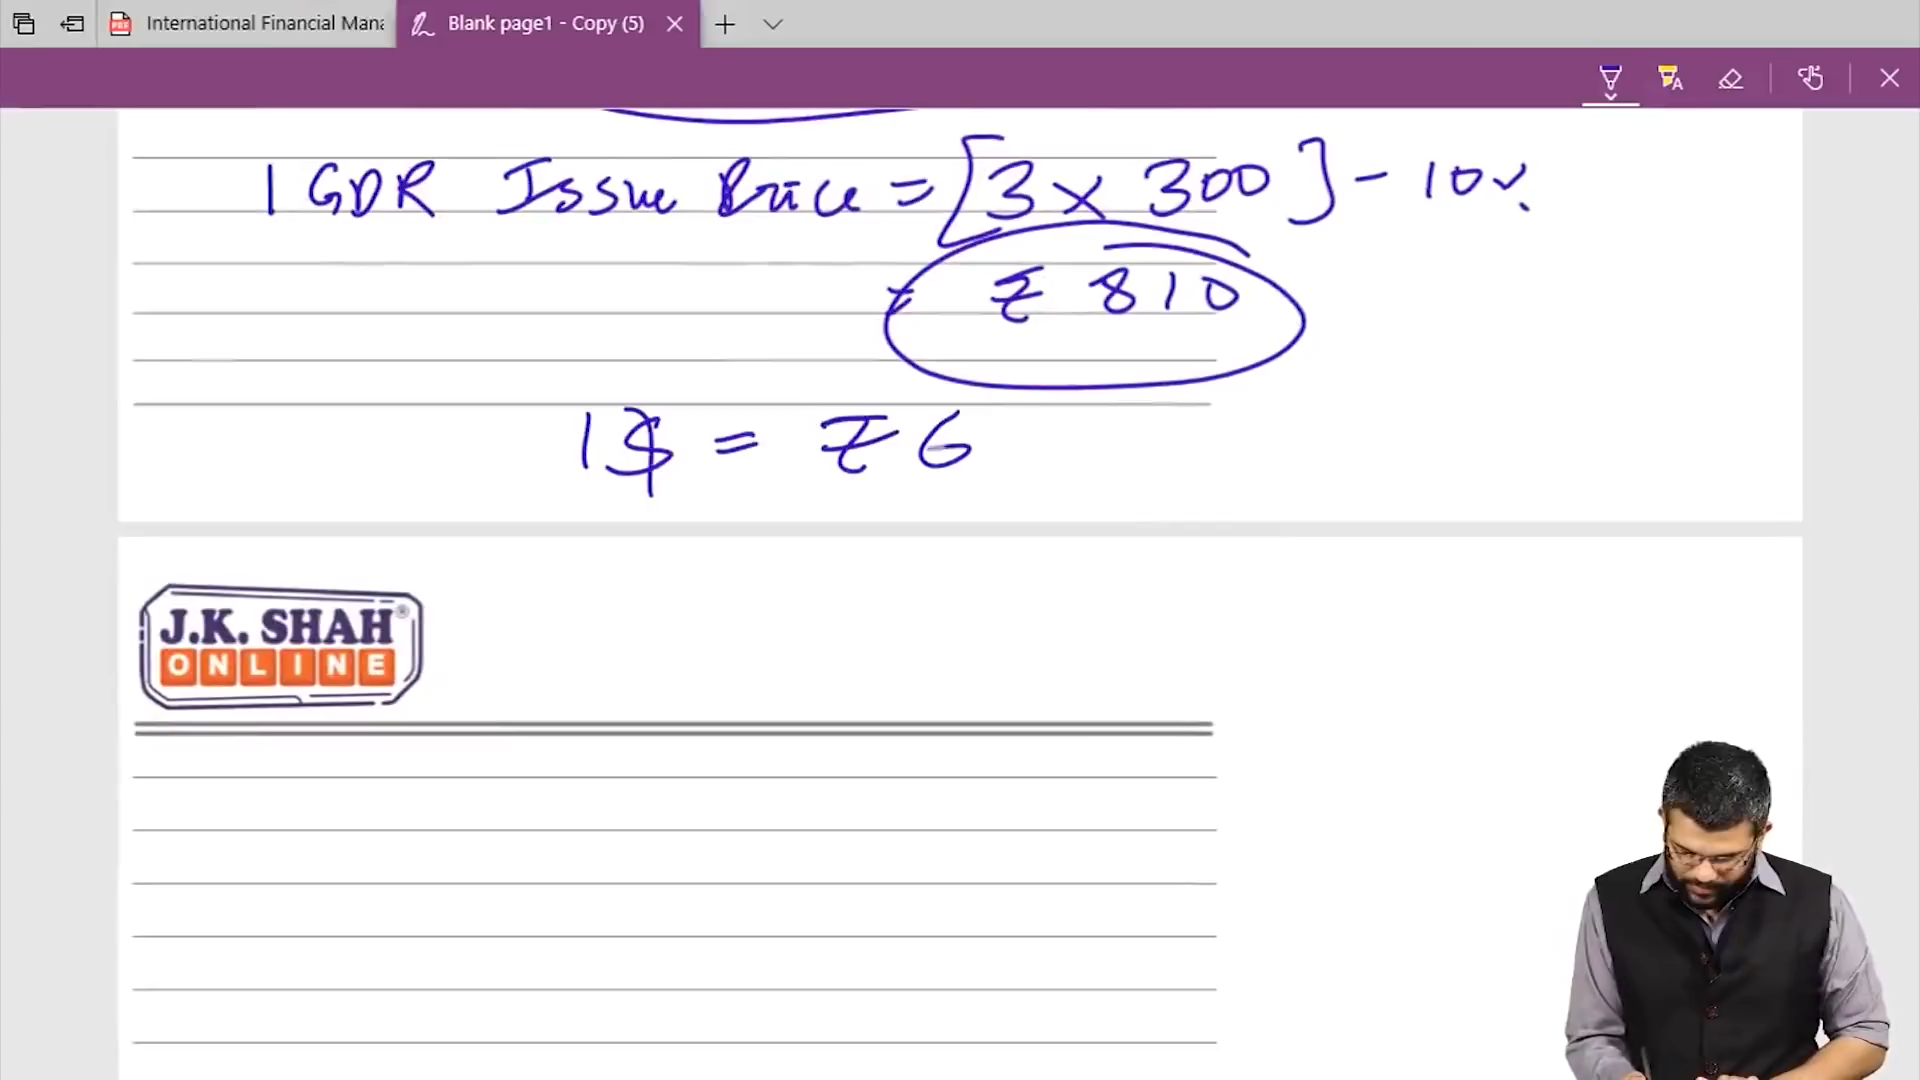 International Financial Mana
Blank page1 - Copy (5)
1 GDR Issue Price = [3 x 300] - 10%
= ₹ 810
1$ = ₹ 6
J.K. SHAH®
ONLINE